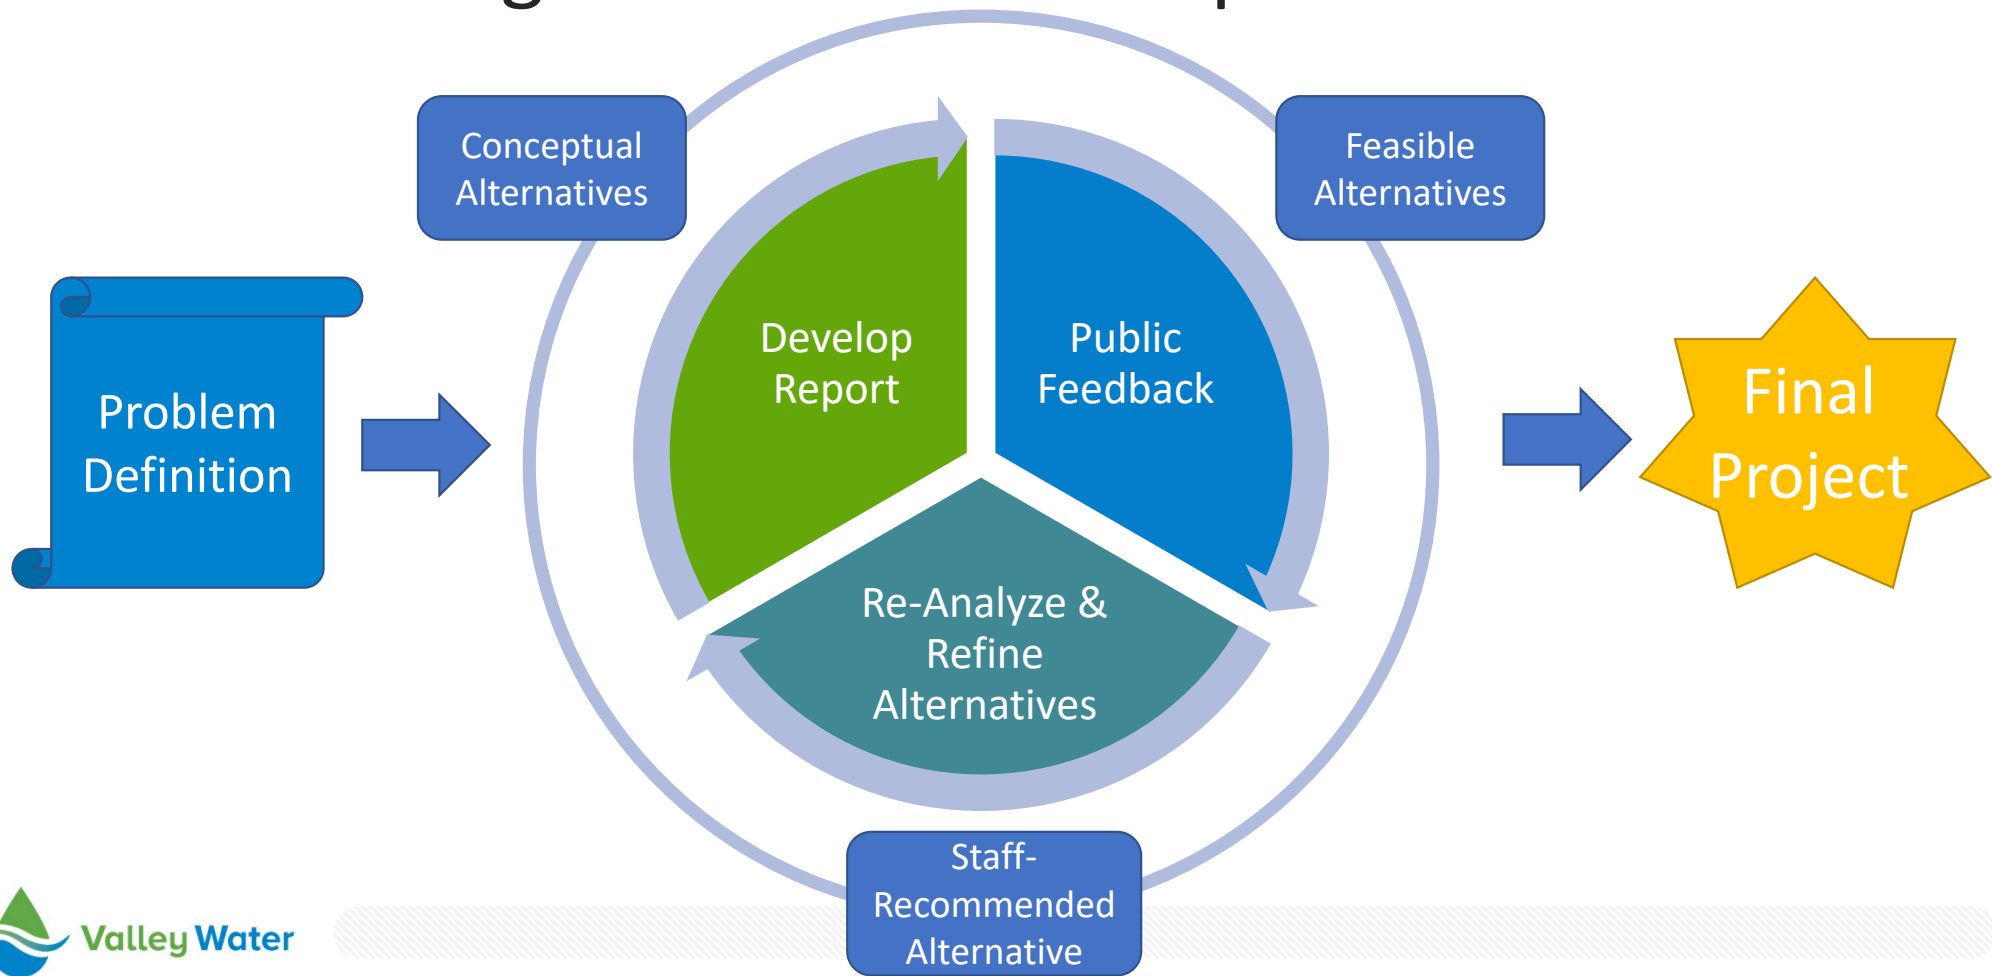 Conceptual
Alternatives
Feasible
Alternatives
Problem
Definition
Develop
Report
Public
Feedback
Re-Analyze &
Refine
Alternatives
Final
Project
Staff-
Recommended
Alternative
Valley Water